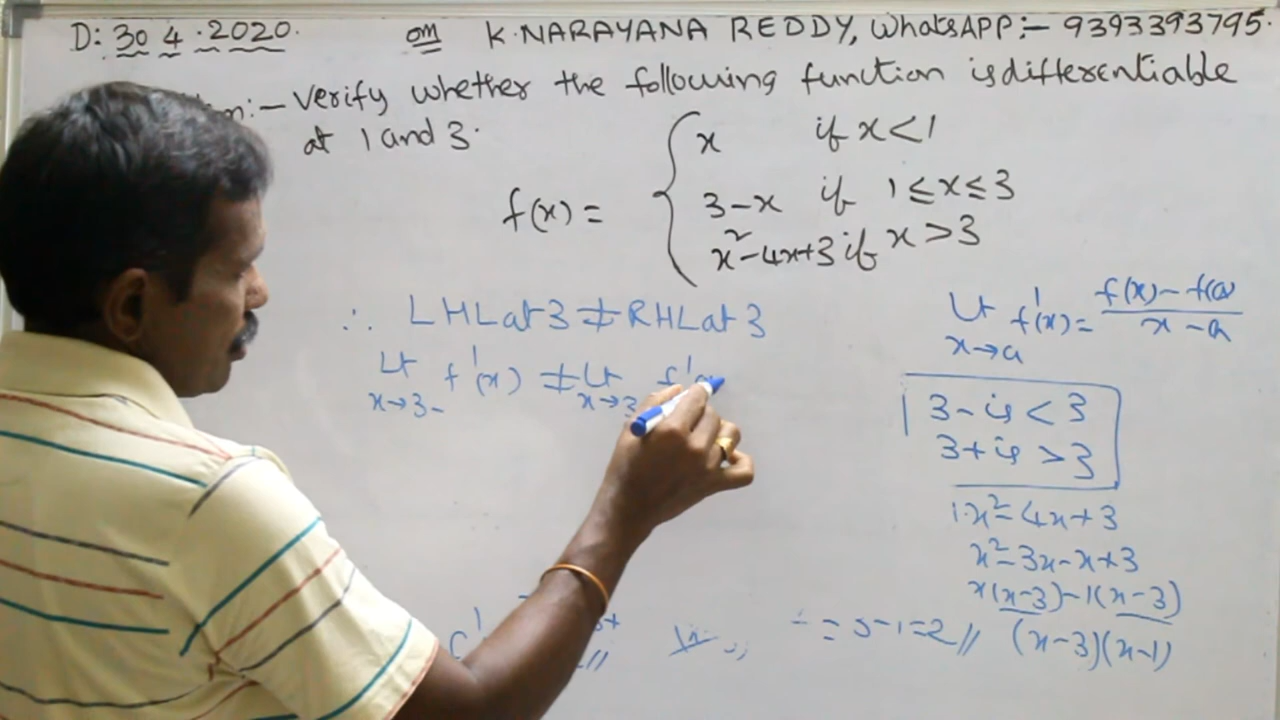 D: 30 4 . 2020. om K. NARAYANA REDDY, WhatsAPP:- 9393393795.
:- Verify whether the following function is differentiable
at 1 and 3.
f(x) = { x if x < 1
3-x if 1 ≤ x ≤ 3
x²-4x+3 if x > 3
∴ LHL at 3 ≠ RHL at 3
Lt x→3- f'(x) ≠ Lt x→3
Lt x→a f'(x) = f(x) - f(a) / x - a
3- is < 3
3+ is > 3
1.x²-4x+3
x²-3x-x+3
x(x-3)-1(x-3)
(x-3)(x-1)
= 3-1=2 //